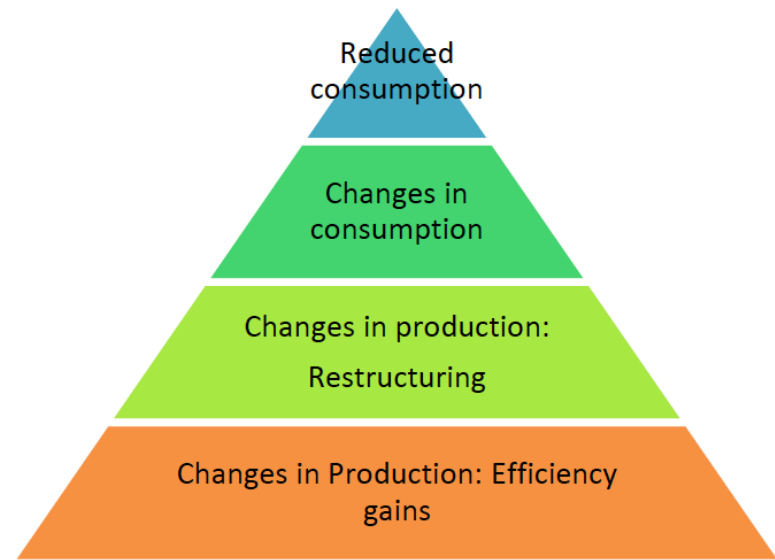 Reduced
consumption
Changes in
consumption
Changes in production:
Restructuring
Changes in Production: Efficiency
gains